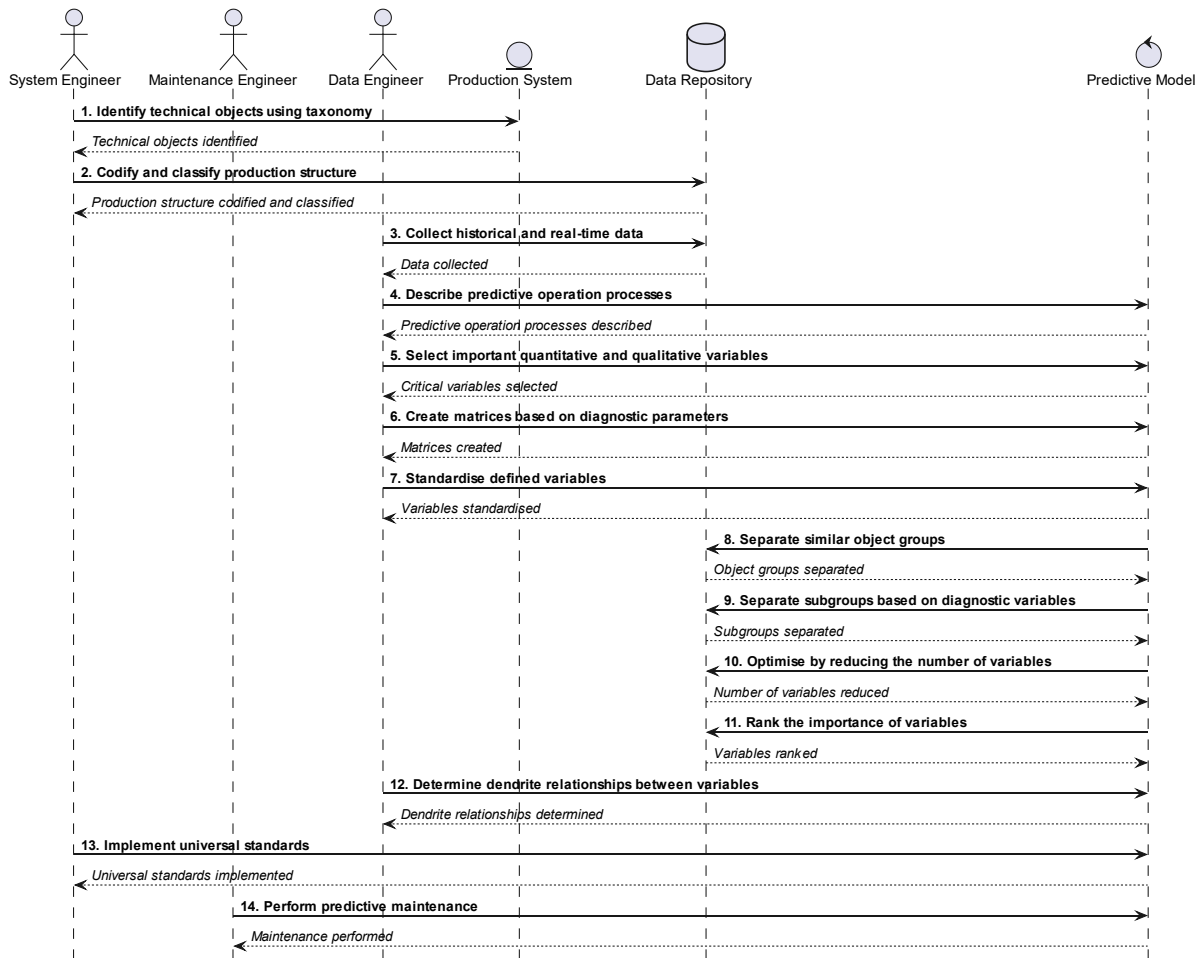 System Engineer Maintenance Engineer Data Engineer Production System Data Repository Predictive Model
1. Identify technical objects using taxonomy
Technical objects identified
2. Codify and classify production structure
Production structure codified and classified
3. Collect historical and real-time data
Data collected
4. Describe predictive operation processes
Predictive operation processes described
5. Select important quantitative and qualitative variables
Critical variables selected
6. Create matrices based on diagnostic parameters
Matrices created
7. Standardise defined variables
Variables standardised
8. Separate similar object groups
Object groups separated
9. Separate subgroups based on diagnostic variables
Subgroups separated
10. Optimise by reducing the number of variables
Number of variables reduced
11. Rank the importance of variables
Variables ranked
12. Determine dendrite relationships between variables
Dendrite relationships determined
13. Implement universal standards
Universal standards implemented
14. Perform predictive maintenance
Maintenance performed